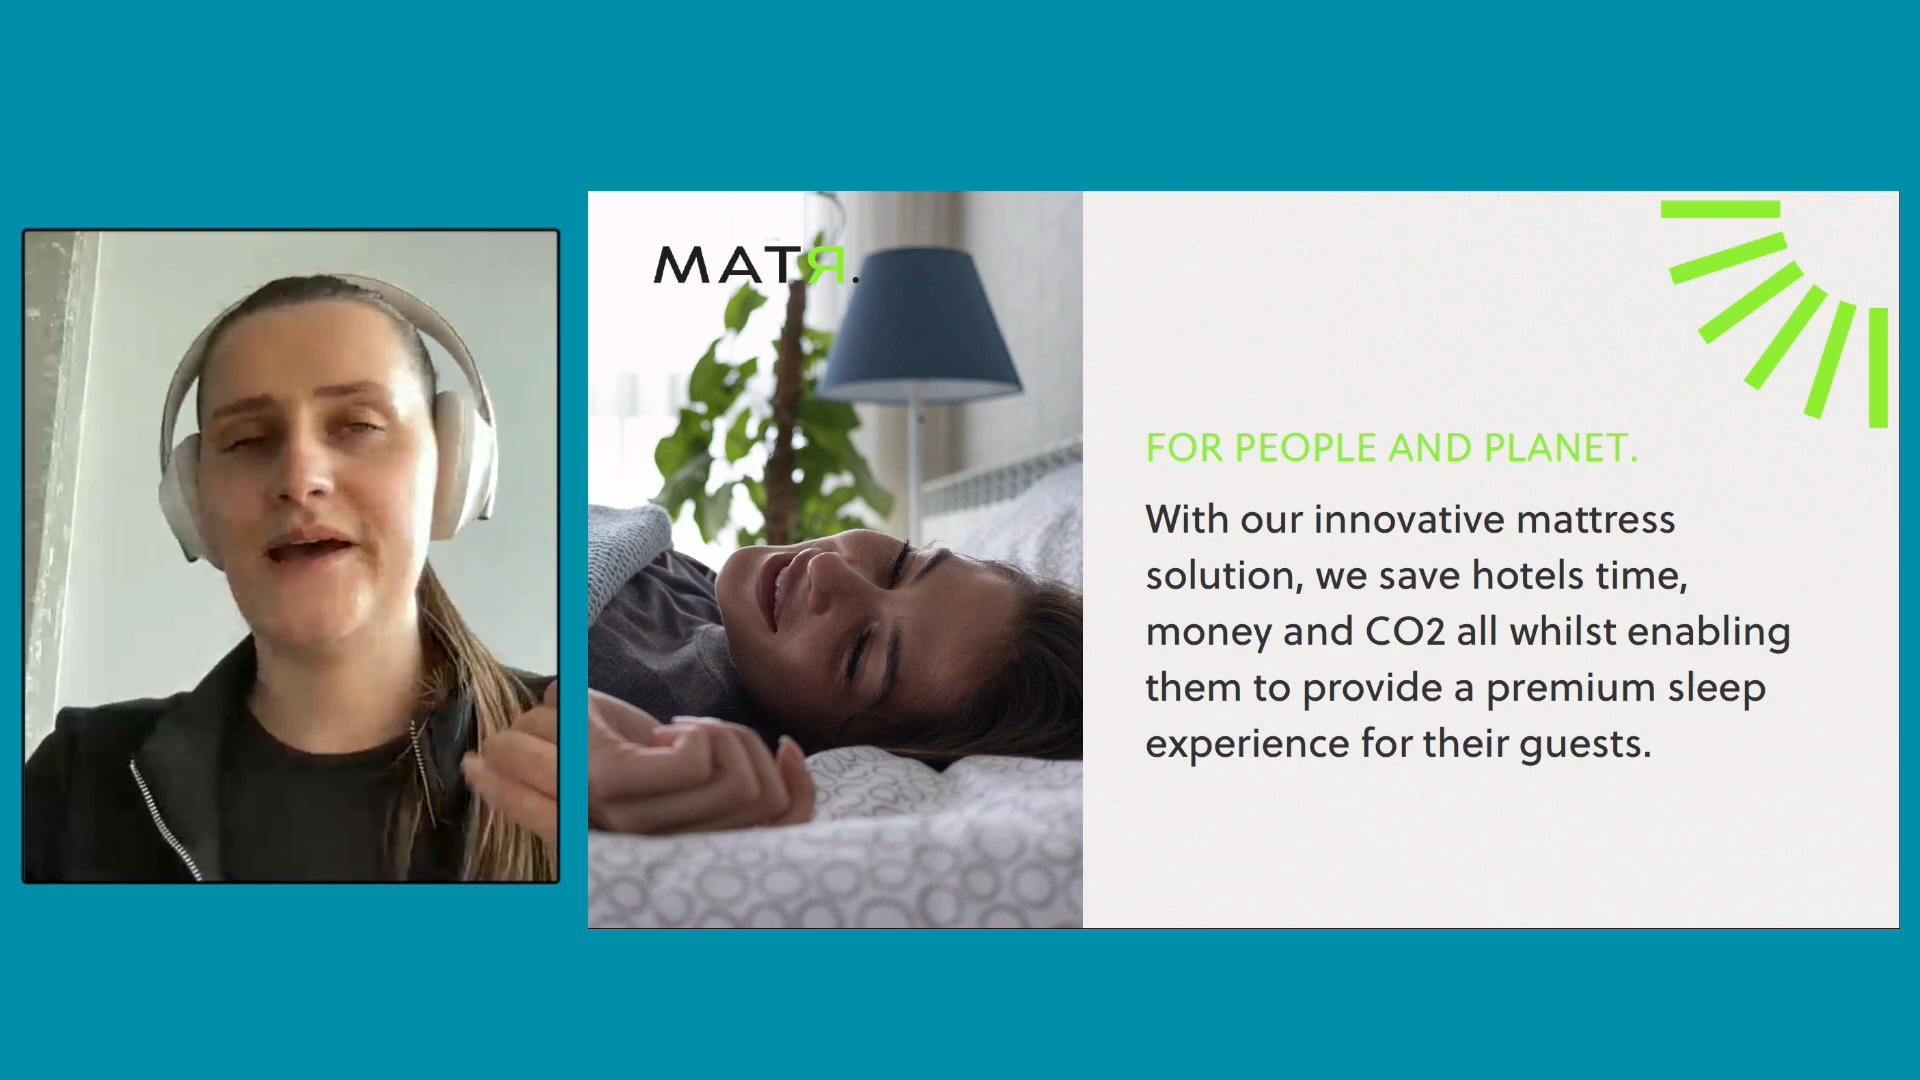 MATЯ.
FOR PEOPLE AND PLANET.
With our innovative mattress
solution, we save hotels time,
money and CO2 all whilst enabling
them to provide a premium sleep
experience for their guests.